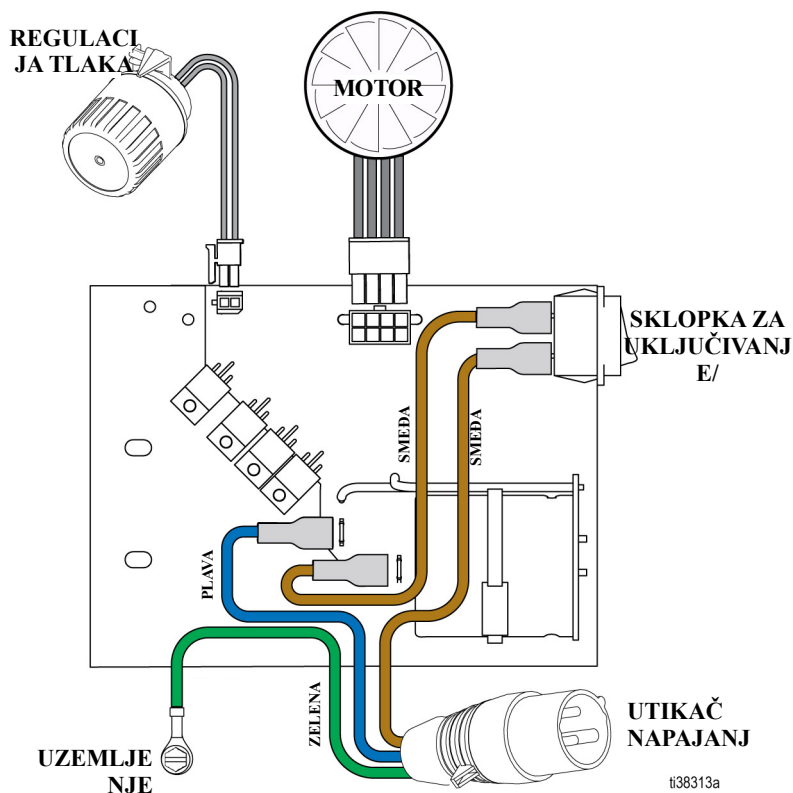 REGULACI
JA TLAKA
MOTOR
SKLOPKA ZA
UKLJUČIVANJ
E/
SMEĐA
SMEĐA
PLAVA
ZELENA
UZEMLJE
NJE
UTIKAČ
NAPAJANJ
ti38313a